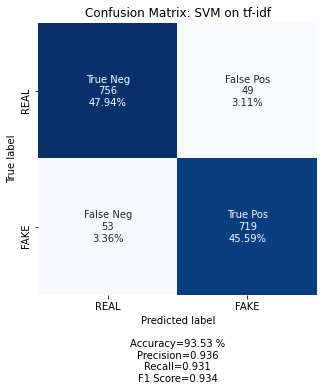 Confusion Matrix: SVM on tf-idf
True label
REAL
True Neg
756
47.94%
False Pos
49
3.11%
FAKE
False Neg
53
3.36%
True Pos
719
45.59%
REAL
FAKE
Predicted label
Accuracy=93.53 %
Precision=0.936
Recall=0.931
F1 Score=0.934